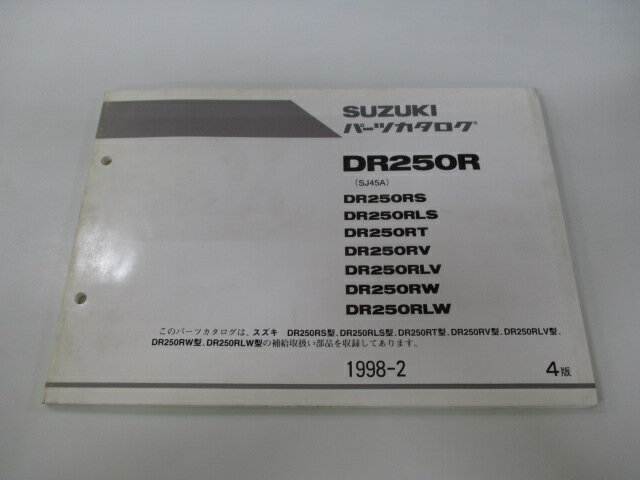 SUZUKI
パーツカタログ
DR250R
(SJ45A)
DR250RS
DR250RLS
DR250RT
DR250RV
DR250RLV
DR250RW
DR250RLW
このパーツカタログは、スズキ DR250RS型、DR250RLS型、DR250RT型、DR250RV型、DR250RLV型、
DR250RW型、DR250RLW型の補給取扱い部品を収録してあります。
1998-2
4版